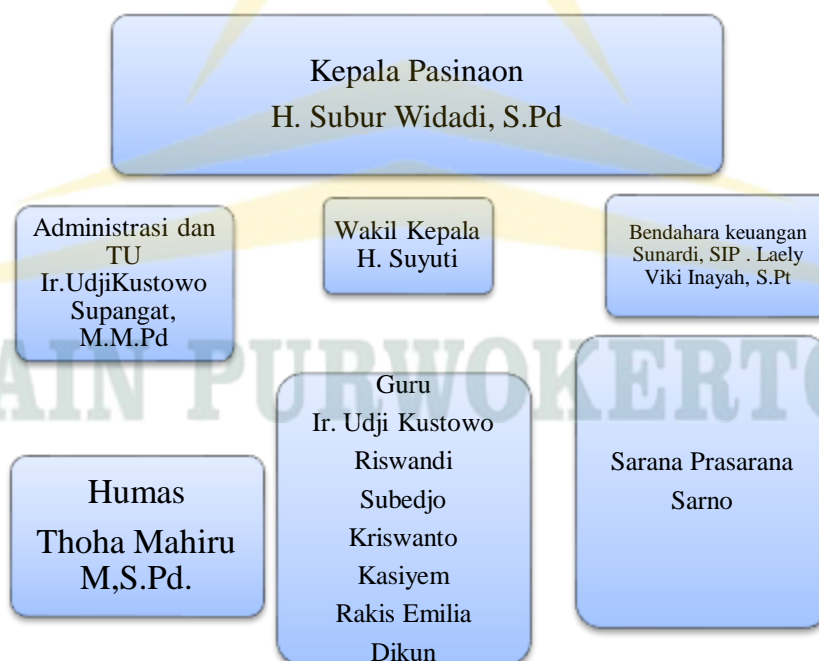 Kepala Pasinaon
H. Subur Widadi, S.Pd
Administrasi dan
TU
Ir.UdjiKustowo
Supangat,
M.M.Pd
Wakil Kepala
H. Suyuti
Bendahara keuangan
Sunardi, SIP . Laely
Viki Inayah, S.Pt
IAIN PURWOKERTO
Humas
Thoha Mahiru
M,S.Pd.
Guru
Ir. Udji Kustowo
Riswandi
Subedjo
Kriswanto
Kasiyem
Rakis Emilia
Dikun
Sarana Prasarana
Sarno